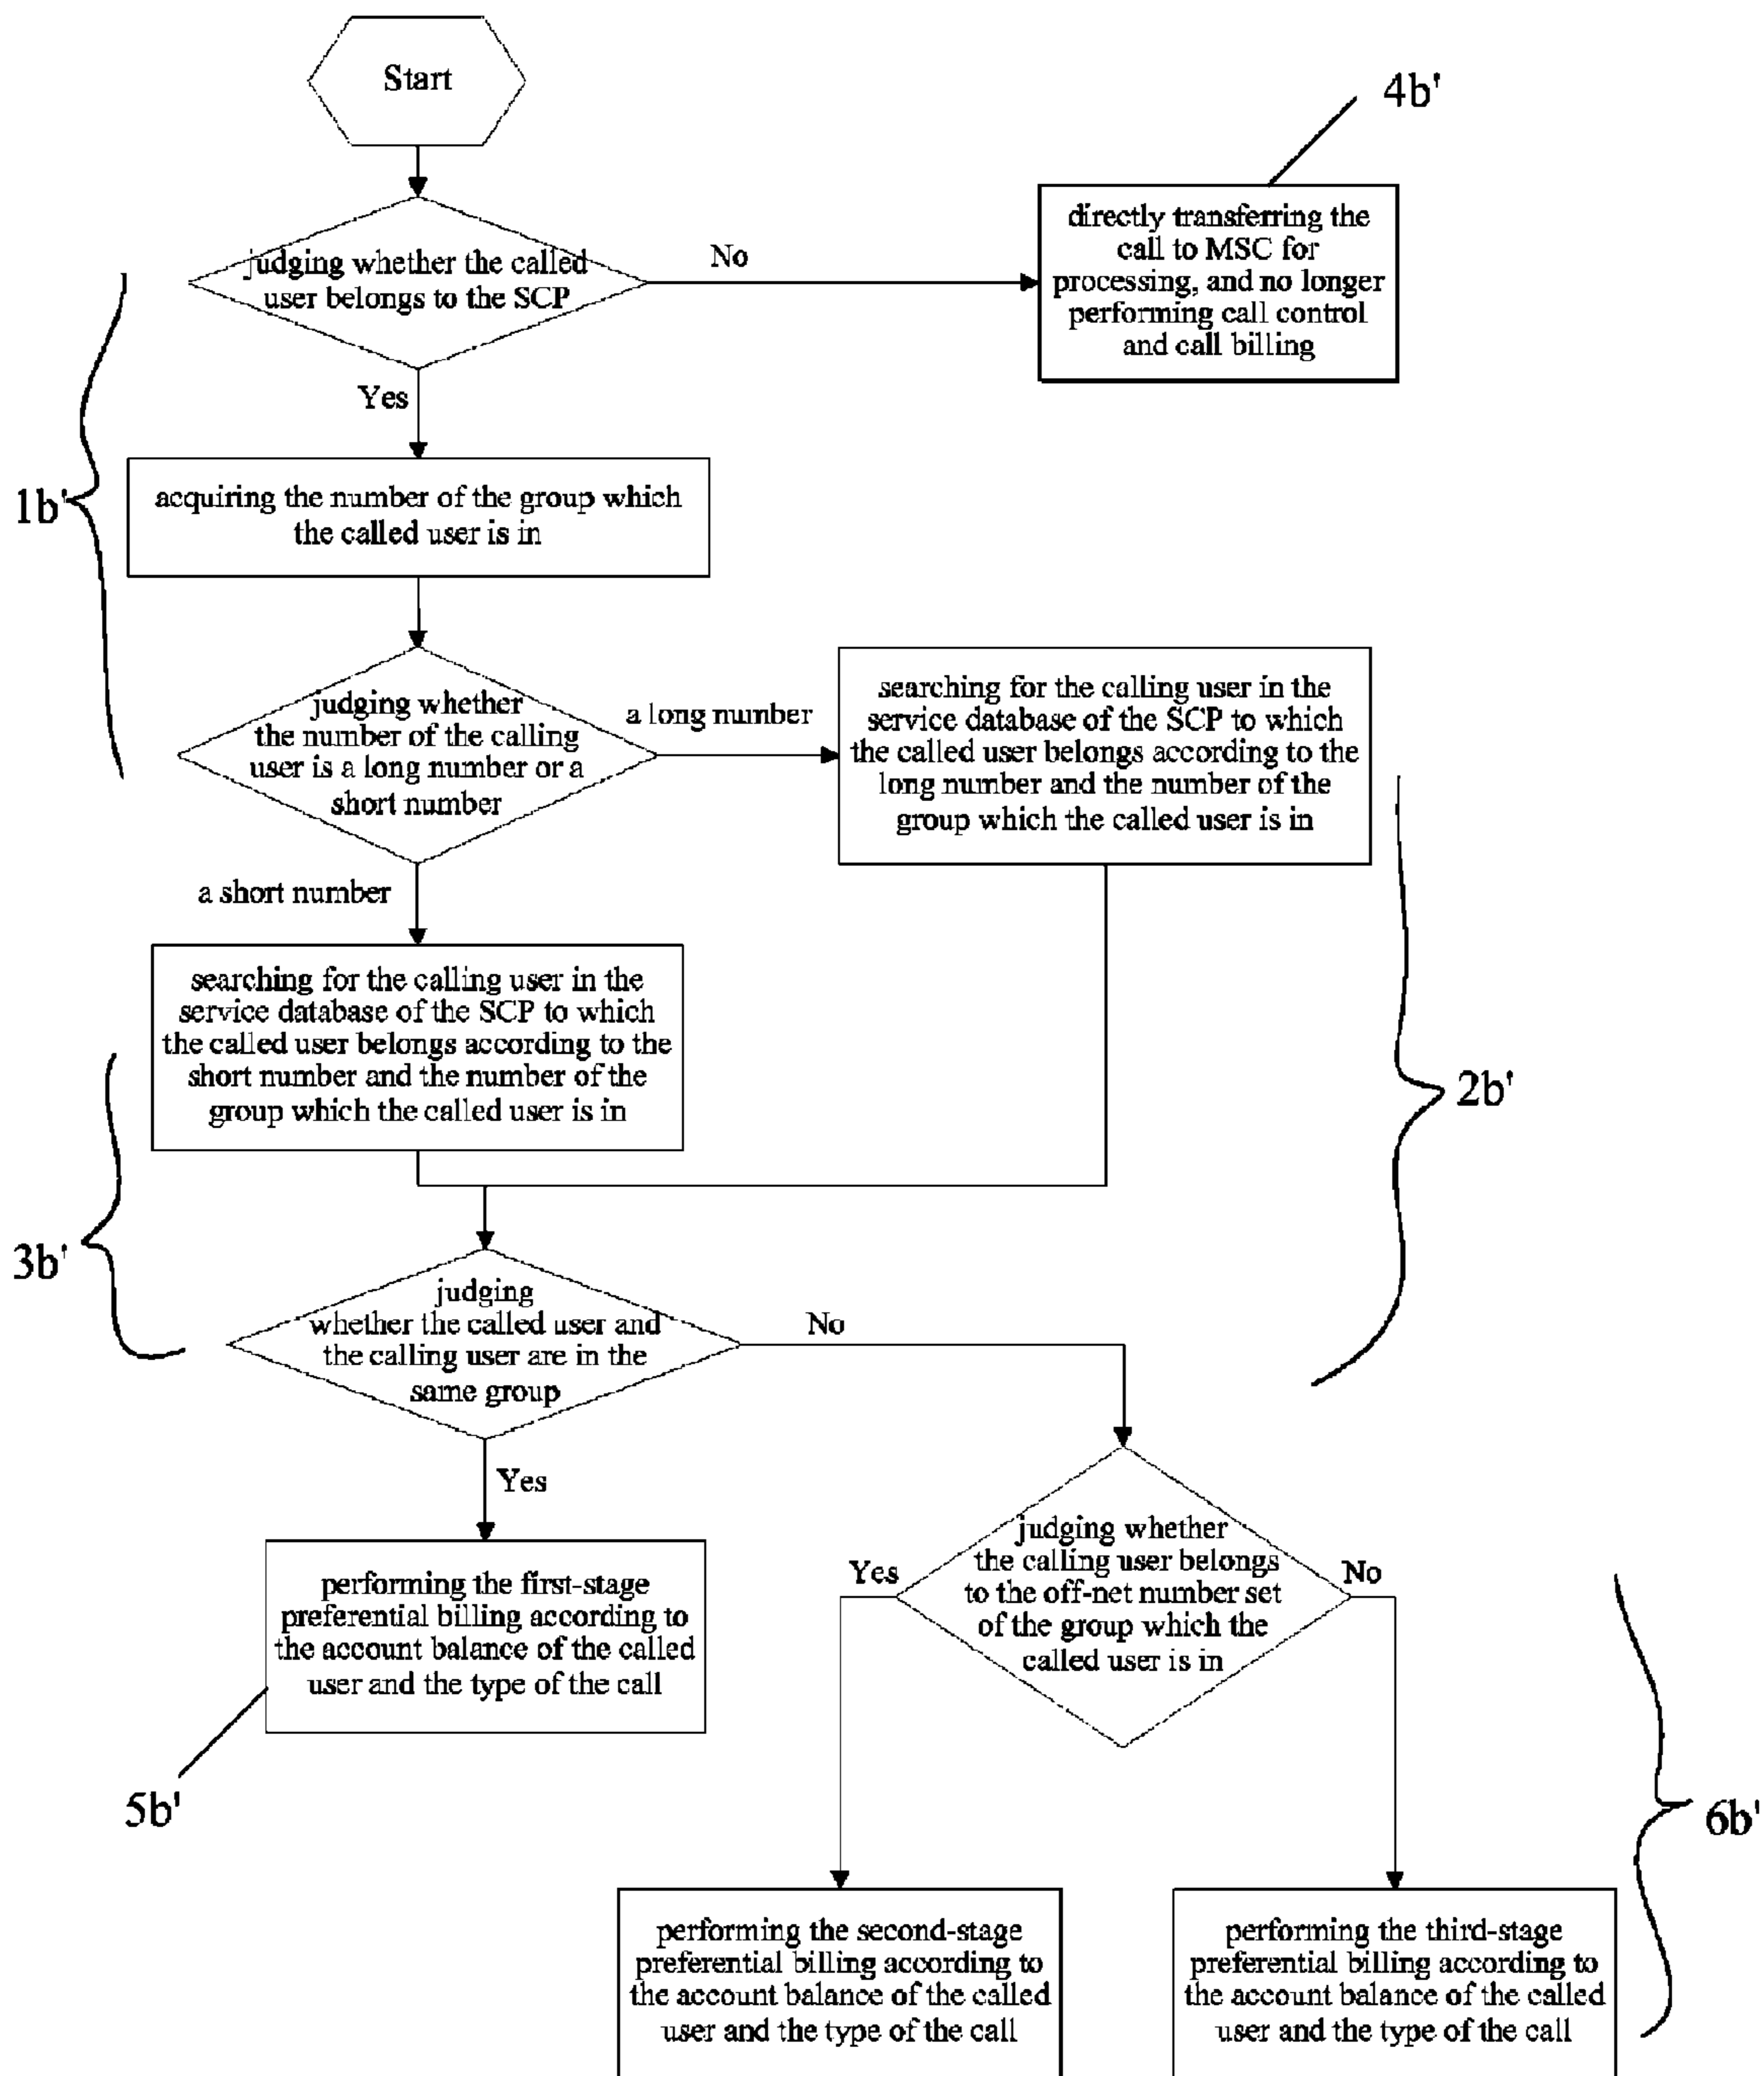 Start
4b'
directly transferring the
call to MSC for
processing, and no longer
performing call control
and call billing
judging whether the called
user belongs to the SCP
No
Yes
1b'
acquiring the number of the group which
the called user is in
judging whether
the number of the calling
user is a long number or a
short number
a long number
searching for the calling user in the
service database of the SCP to which
the called user belongs according to the
long number and the number of the
group which the called user is in
a short number
searching for the calling user in the
service database of the SCP to which
the called user belongs according to the
short number and the number of the
group which the called user is in
2b'
3b'
judging
whether the called user and
the calling user are in the
same group
No
Yes
performing the first-stage
preferential billing according to
the account balance of the called
user and the type of the call
5b'
judging whether
the calling user belongs
to the off-net number set
of the group which the
called user is in
Yes
No
6b'
performing the second-stage
preferential billing according to
the account balance of the called
user and the type of the call
performing the third-stage
preferential billing according to
the account balance of the called
user and the type of the call